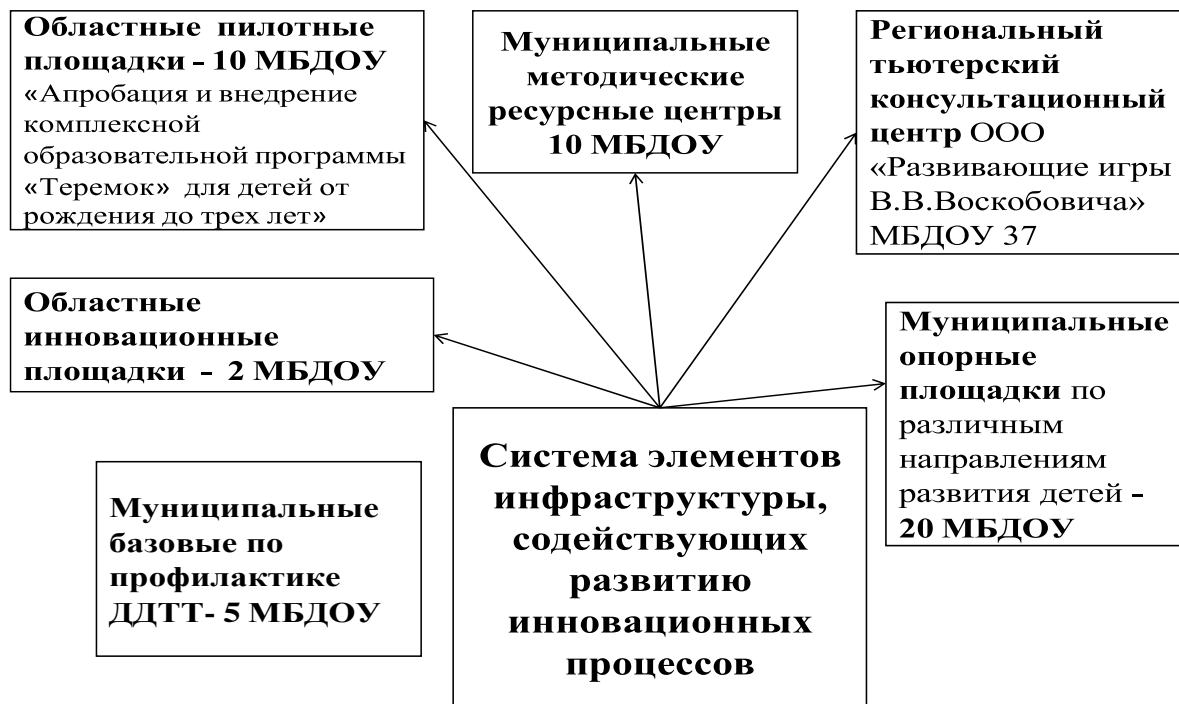 Областные пилотные
площадки - 10 МБДОУ
«Апробация и внедрение
комплексной
образовательной программы
«Теремок» для детей от
рождения до трех лет»
Муниципальные
методические
ресурсные центры
10 МБДОУ
Региональный
тьютерский
консультационный
центр ООО
«Развивающие игры
В.В.Воскобовича»
МБДОУ 37
Областные
инновационные
площадки - 2 МБДОУ
Муниципальные
опорные
площадки по
различным
направлениям
развития детей -
20 МБДОУ
Муниципальные
базовые по
профилактике
ДДТТ- 5 МБДОУ
Система элементов
инфраструктуры,
содействующих
развитию
инновационных
процессов